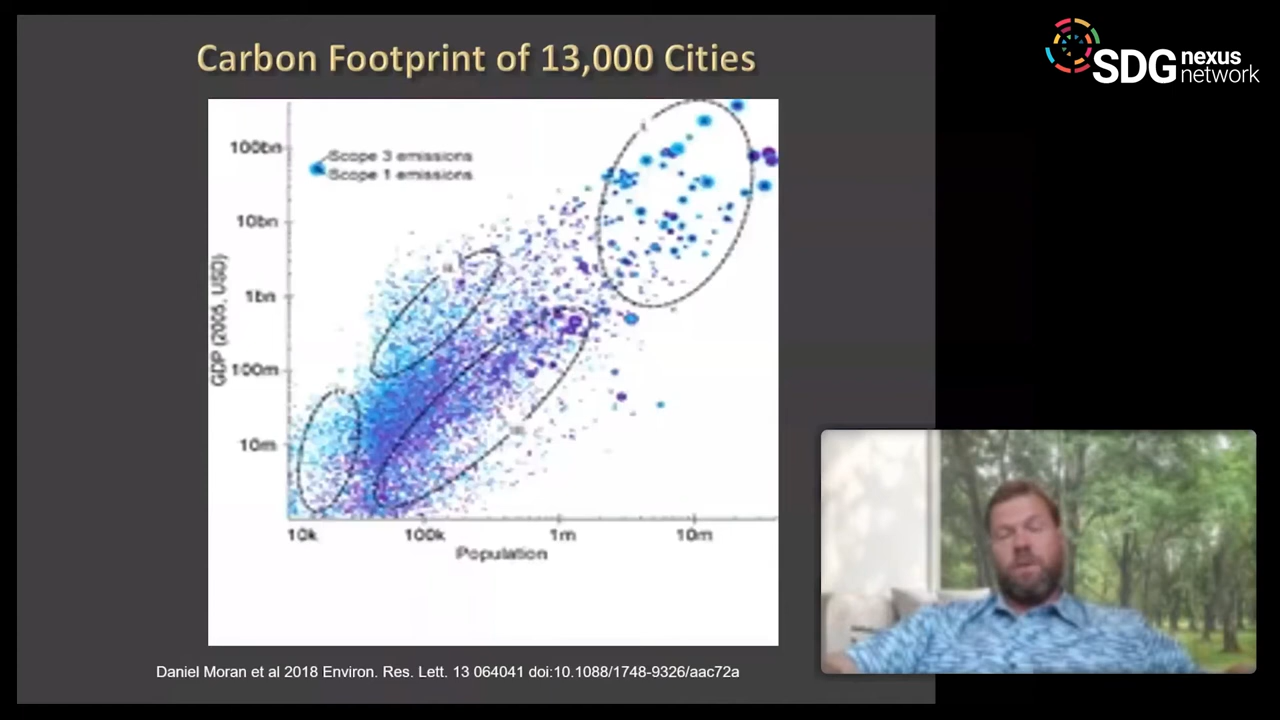 Carbon Footprint of 13,000 Cities
SDG nexus network
100bn
Scope 3 emissions
Scope 1 emissions
10bn
GDP (2005, USD)
1bn
100m
10m
10k
100k
1m
10m
Population
Daniel Moran et al 2018 Environ. Res. Lett. 13 064041 doi:10.1088/1748-9326/aac72a